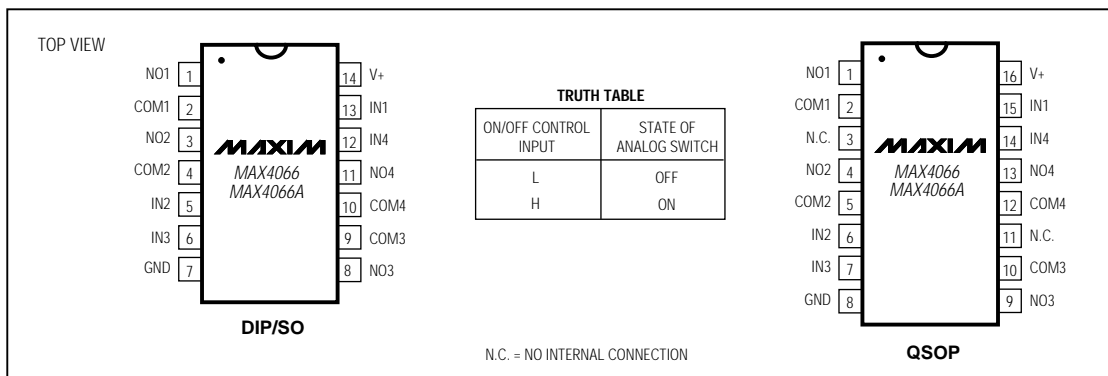 TOP VIEW
NO1 1
COM1 2
NO2 3
COM2 4
IN2 5
IN3 6
GND 7
14 V+
13 IN1
12 IN4
11 NO4
10 COM4
9 COM3
8 NO3
MAXIM
MAX4066
MAX4066A
DIP/SO
TRUTH TABLE
ON/OFF CONTROL INPUT STATE OF ANALOG SWITCH
L OFF
H ON
N.C. = NO INTERNAL CONNECTION
NO1 1
COM1 2
N.C. 3
NO2 4
COM2 5
IN2 6
IN3 7
GND 8
16 V+
15 IN1
14 IN4
13 NO4
12 COM4
11 N.C.
10 COM3
9 NO3
MAXIM
MAX4066
MAX4066A
QSOP